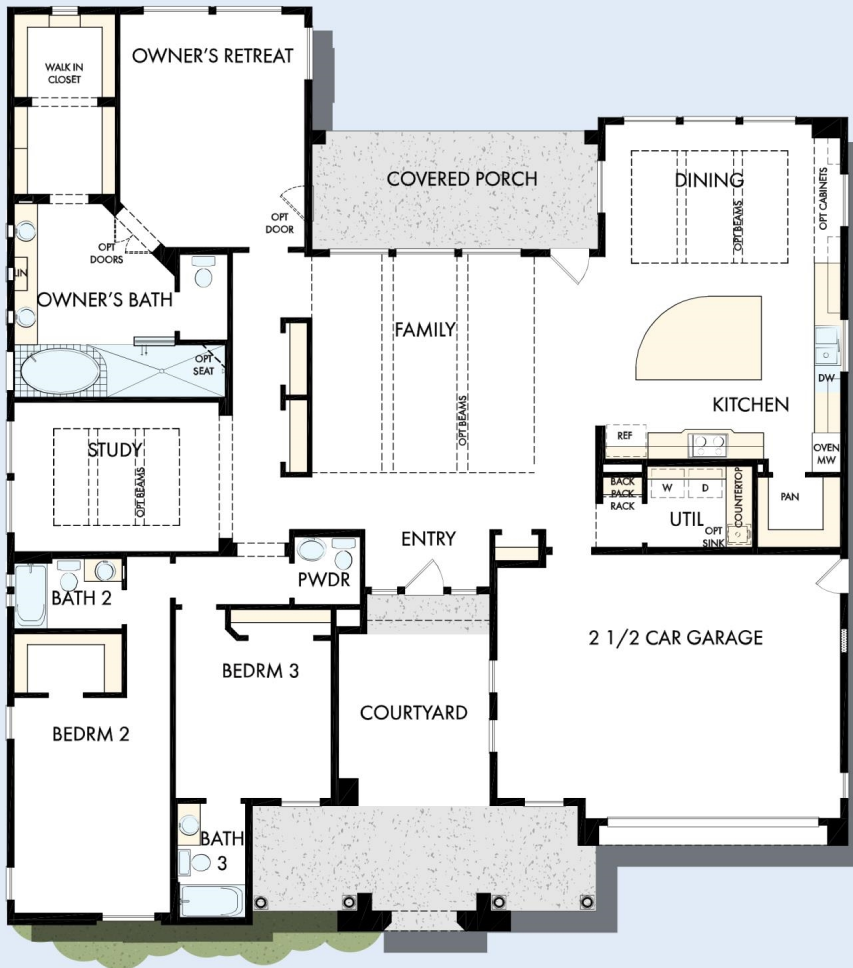 OWNER'S RETREAT
WALK IN
CLOSET
COVERED PORCH
DINING
OPT BEAMS
OPT CABINETS
OPT
DOOR
OPT
DOORS
LIN
OWNER'S BATH
FAMILY
OPT BEAMS
OPT
SEAT
DW
KITCHEN
REF
OVEN
MW
STUDY
OPT BEAMS
BACK
PACK
RACK
W
D
COUNTERTOP
PAN
UTIL
OPT
SINK
ENTRY
PWDR
BATH 2
2 1/2 CAR GARAGE
BEDRM 3
COURTYARD
BEDRM 2
BATH
3